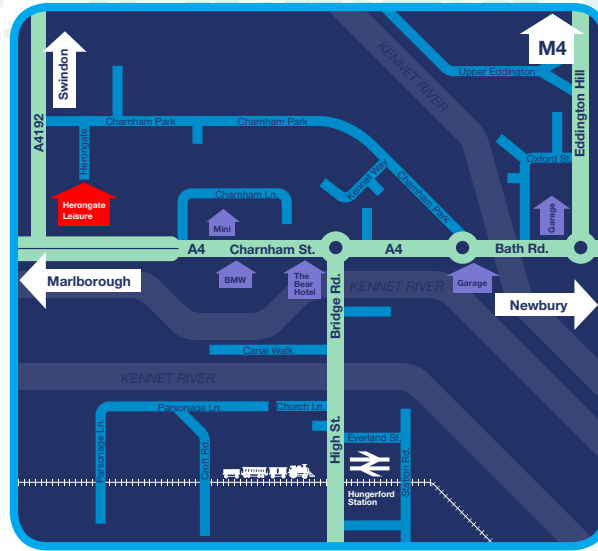 KENNET RIVER
M4
Swindon
Upper Eddington
Eddington Hill
A4192
Charnham Park
Charnham Park
Herongate
Oxford St.
Kennet Way
Charnham Park
Herongate
Leisure
Charnham Ln.
Garage
Mini
A4
Charnham St.
A4
Bath Rd.
Marlborough
BMW
The
Bear
Hotel
Bridge Rd.
KENNET RIVER
Garage
Newbury
Canal Walk
KENNET RIVER
Parsonage Ln.
Church Ln.
High St.
Everland St.
Parsonage Ln.
Croft Rd.
Station Rd.
Hungerford
Station